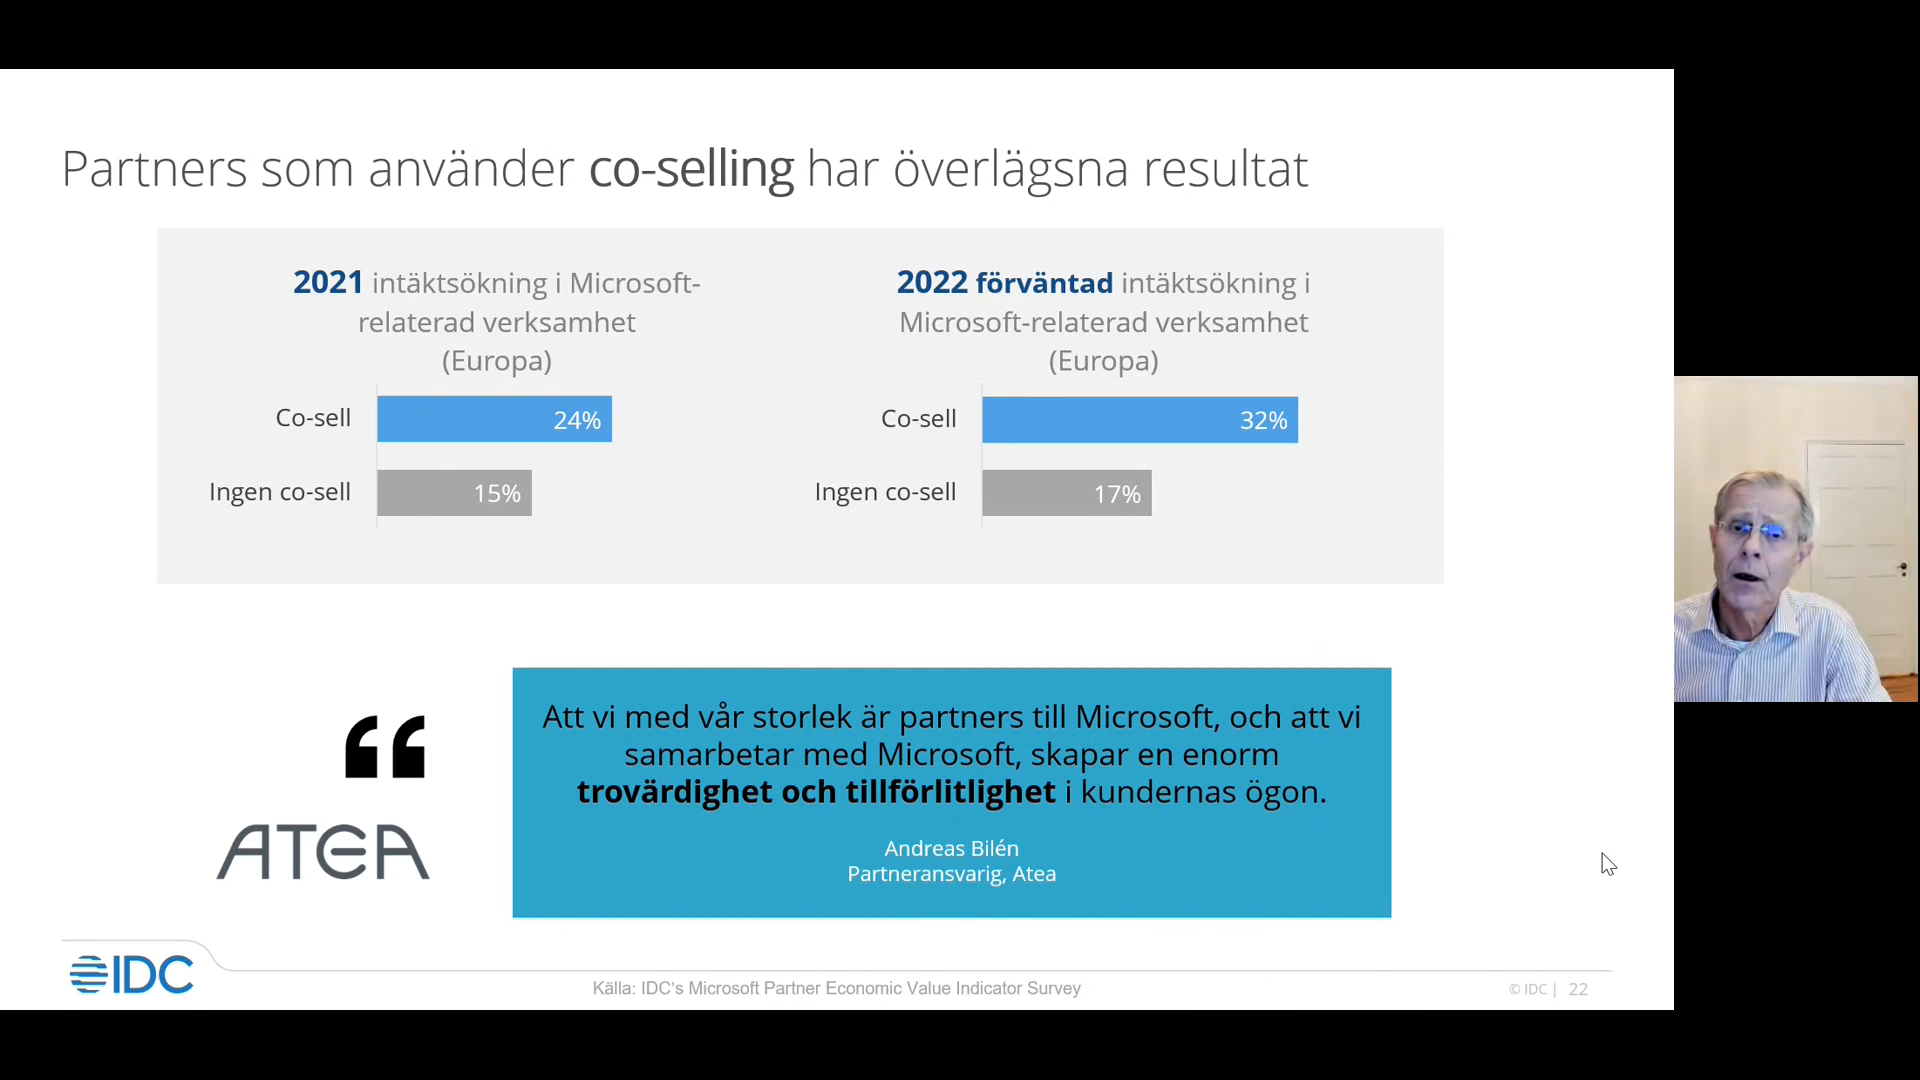 Partners som använder co-selling har överlägsna resultat
2021 intäktsökning i Microsoft-
relaterad verksamhet
(Europa)
Co-sell
24%
Ingen co-sell
15%
2022 förväntad intäktsökning i
Microsoft-relaterad verksamhet
(Europa)
Co-sell
32%
Ingen co-sell
17%
“
ATEA
Att vi med vår storlek är partners till Microsoft, och att vi
samarbetar med Microsoft, skapar en enorm
trovärdighet och tillförlitlighet i kundernas ögon.
Andreas Bilén
Partneransvarig, Atea
IDC
Källa: IDC's Microsoft Partner Economic Value Indicator Survey
© IDC | 22